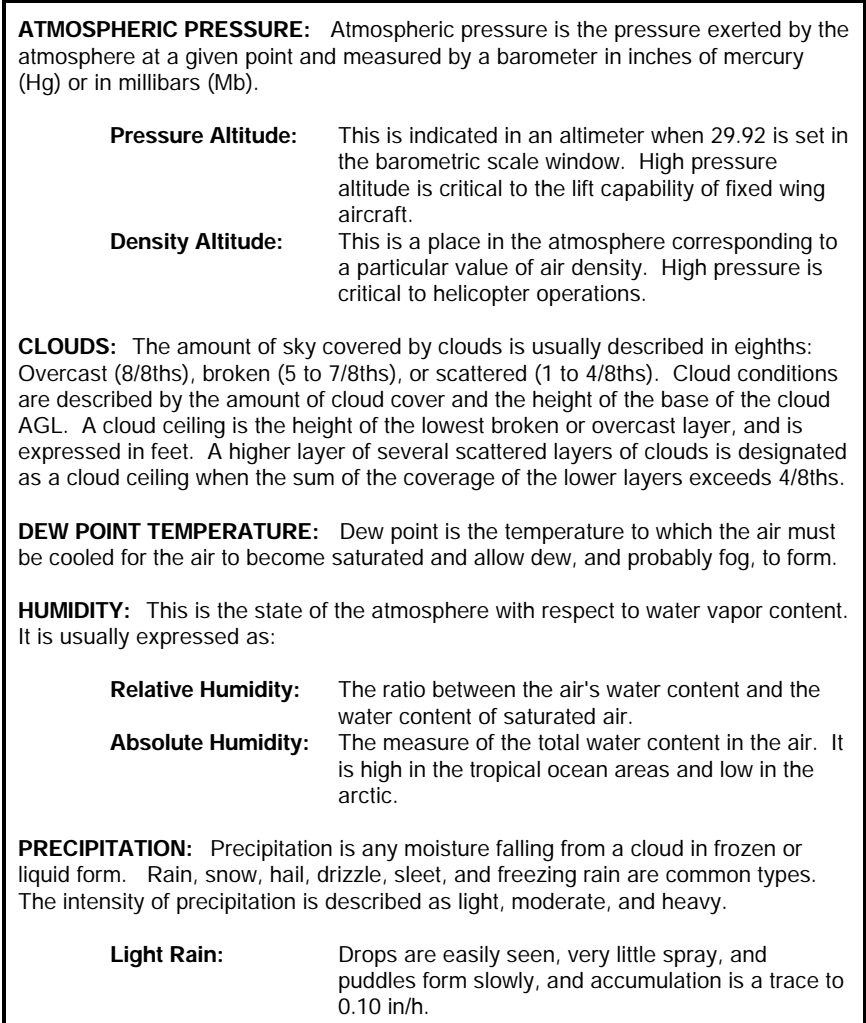 ATMOSPHERIC PRESSURE: Atmospheric pressure is the pressure exerted by the
atmosphere at a given point and measured by a barometer in inches of mercury
(Hg) or in millibars (Mb).
Pressure Altitude: This is indicated in an altimeter when 29.92 is set in
the barometric scale window. High pressure
altitude is critical to the lift capability of fixed wing
aircraft.
Density Altitude: This is a place in the atmosphere corresponding to
a particular value of air density. High pressure is
critical to helicopter operations.
CLOUDS: The amount of sky covered by clouds is usually described in eighths:
Overcast (8/8ths), broken (5 to 7/8ths), or scattered (1 to 4/8ths). Cloud conditions
are described by the amount of cloud cover and the height of the base of the cloud
AGL. A cloud ceiling is the height of the lowest broken or overcast layer, and is
expressed in feet. A higher layer of several scattered layers of clouds is designated
as a cloud ceiling when the sum of the coverage of the lower layers exceeds 4/8ths.
DEW POINT TEMPERATURE: Dew point is the temperature to which the air must
be cooled for the air to become saturated and allow dew, and probably fog, to form.
HUMIDITY: This is the state of the atmosphere with respect to water vapor content.
It is usually expressed as:
Relative Humidity: The ratio between the air's water content and the
water content of saturated air.
Absolute Humidity: The measure of the total water content in the air. It
is high in the tropical ocean areas and low in the
arctic.
PRECIPITATION: Precipitation is any moisture falling from a cloud in frozen or
liquid form. Rain, snow, hail, drizzle, sleet, and freezing rain are common types.
The intensity of precipitation is described as light, moderate, and heavy.
Light Rain: Drops are easily seen, very little spray, and
puddles form slowly, and accumulation is a trace to
0.10 in/h.